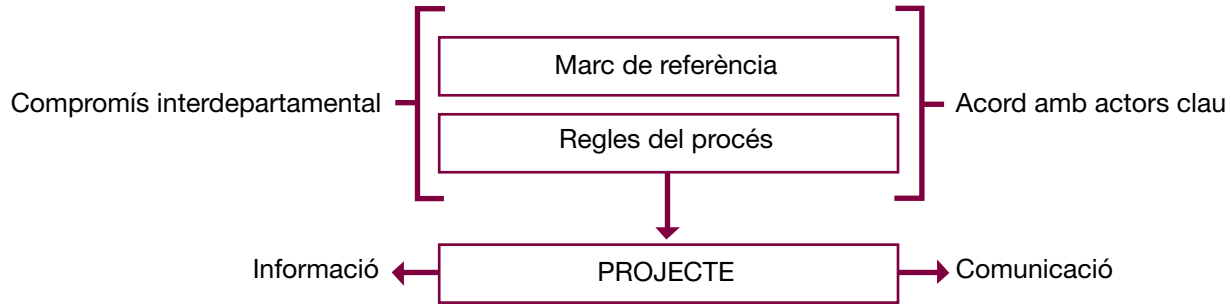 Marc de referència
Compromís interdepartamental
Acord amb actors clau
Regles del procés
Informació
PROJECTE
Comunicació